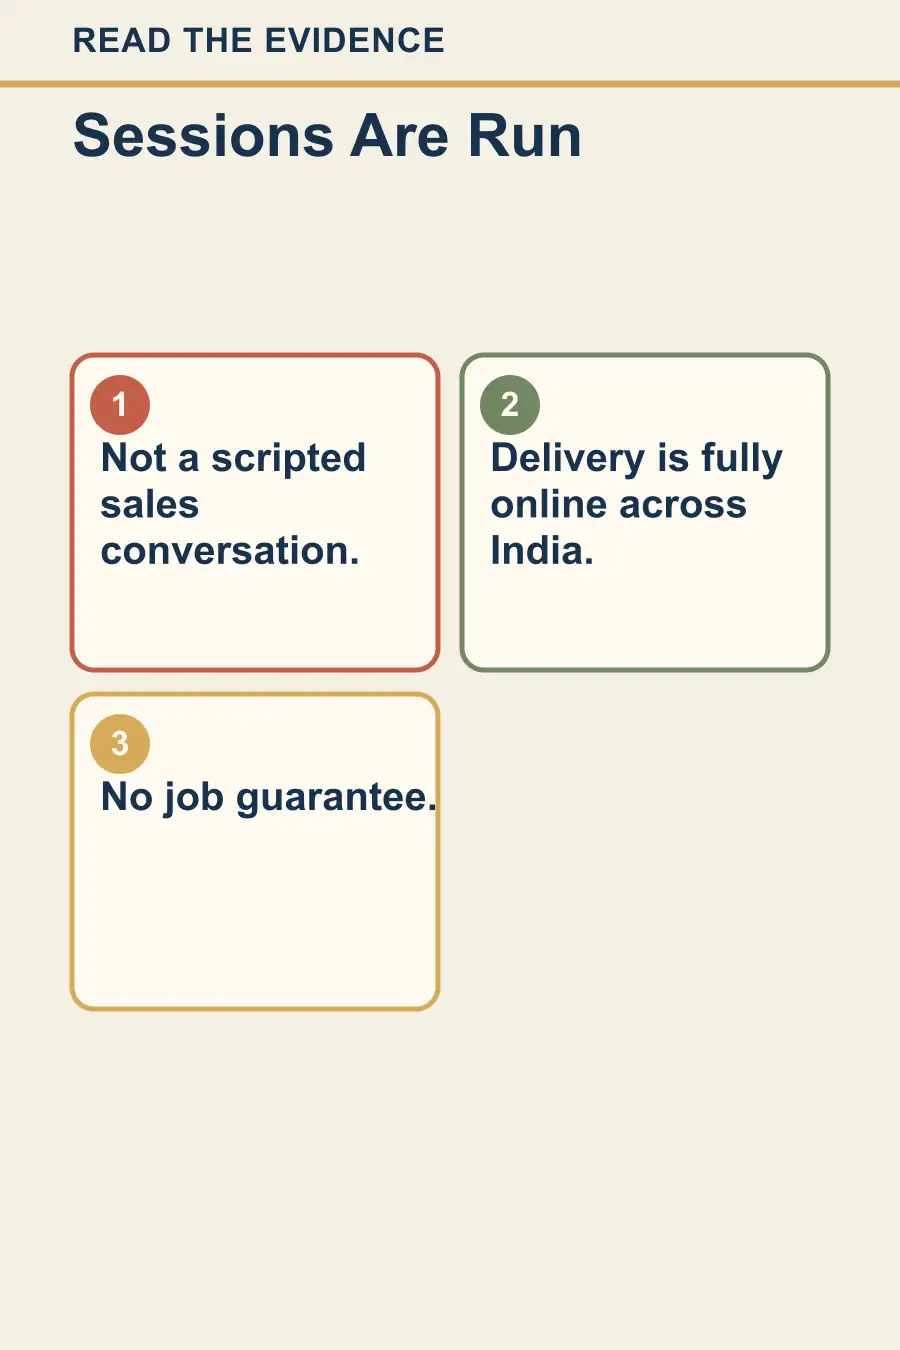 READ THE EVIDENCE
Sessions Are Run
1
Not a scripted
sales
conversation.
2
Delivery is fully
online across
India.
3
No job guarantee.